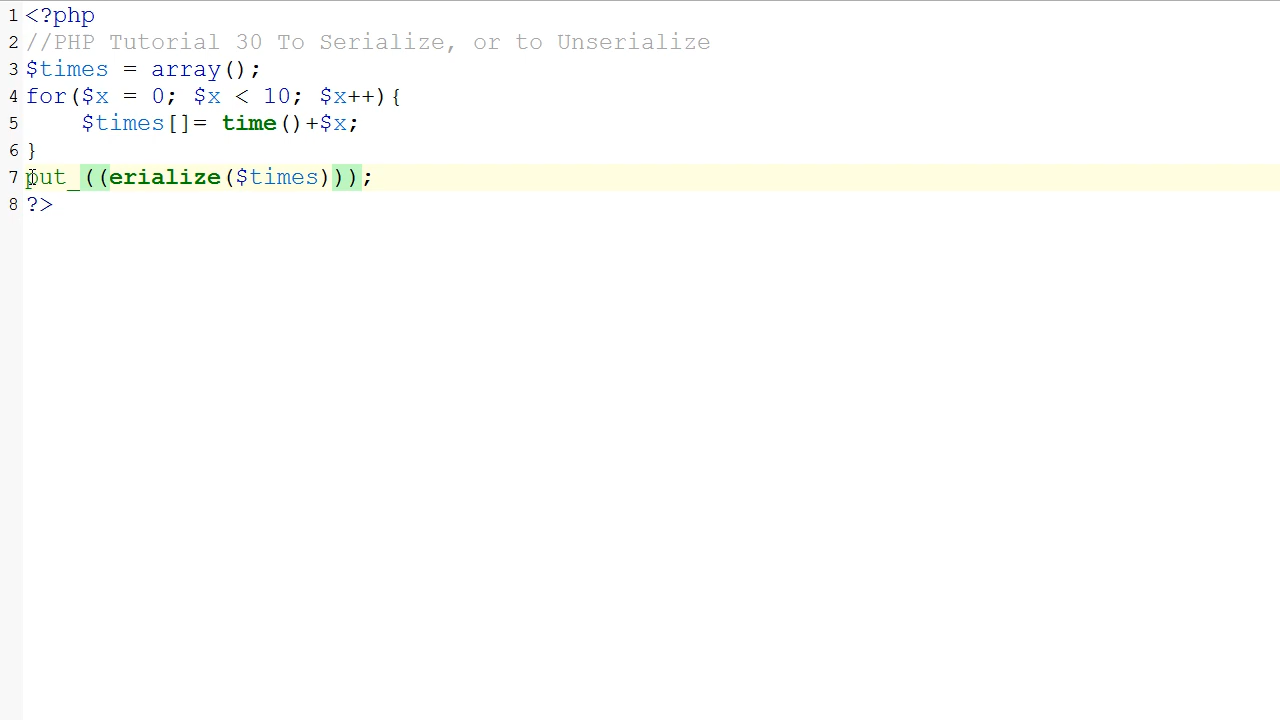 1 <?php
2 //PHP Tutorial 30 To Serialize, or to Unserialize
3 $times = array();
4 for($x = 0; $x < 10; $x++){
5 $times[]= time()+$x;
6 }
7 put_((erialize($times)));
8 ?>